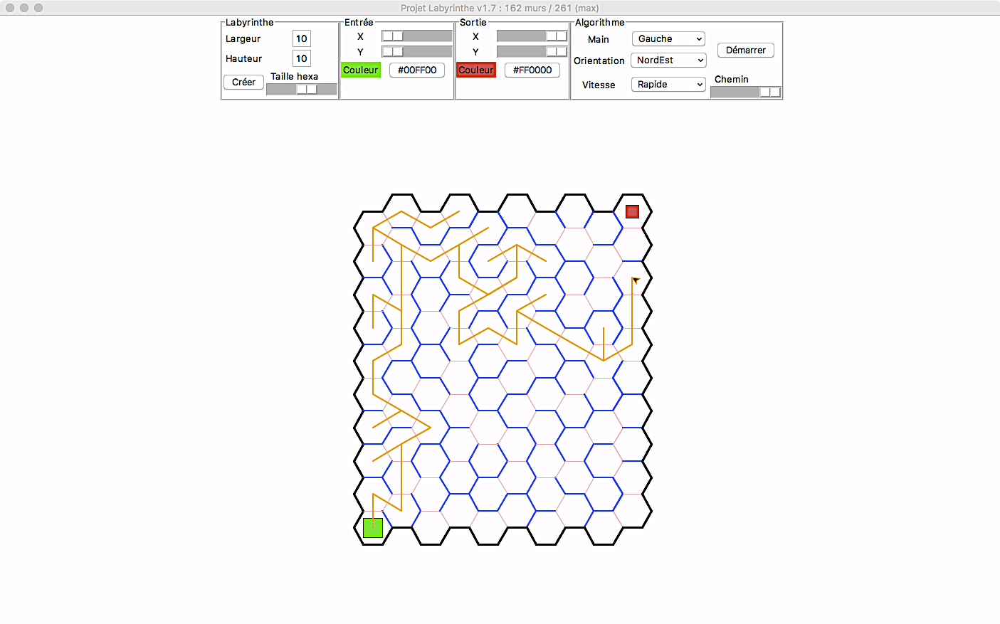 Projet Labyrinthe v1.7 : 162 murs / 261 (max)
Labyrinthe
Largeur 10
Hauteur 10
Créer Taille hexa
Entrée
X
Y
Couleur #00FF00
Sortie
X
Y
Couleur #FF0000
Algorithme
Main Gauche
Orientation NordEst
Vitesse Rapide
Démarrer
Chemin